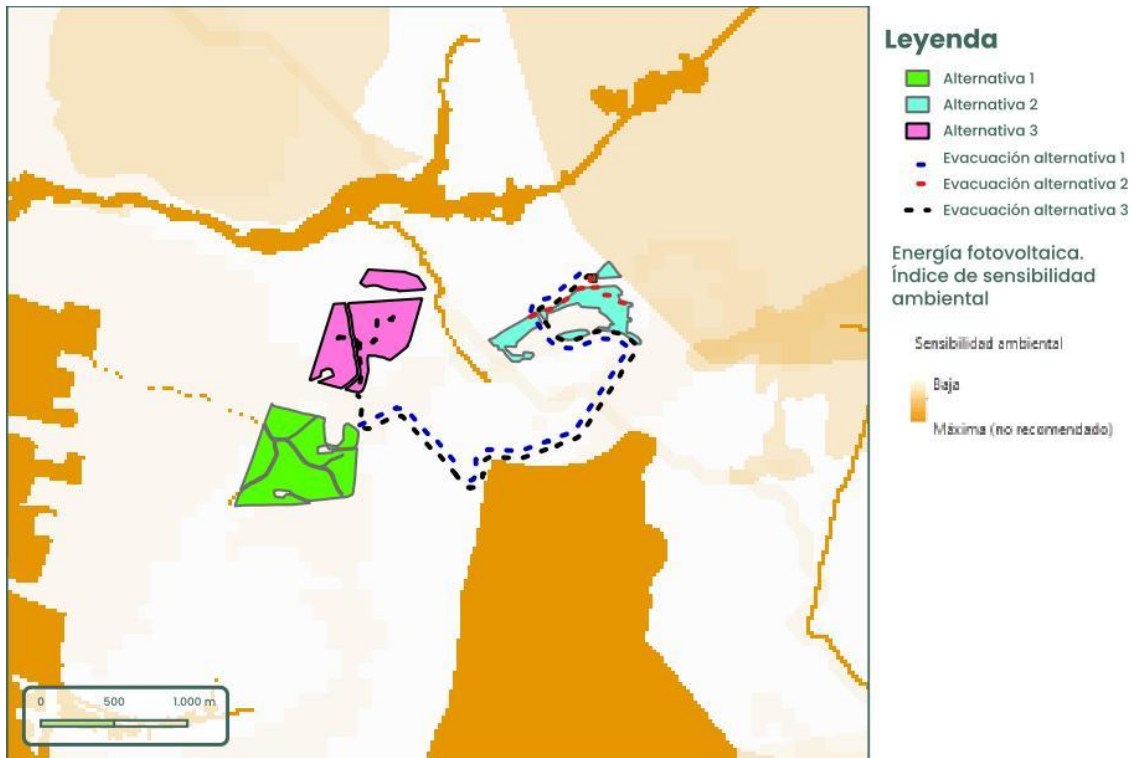 Leyenda
Alternativa 1
Alternativa 2
Alternativa 3
Evacuación alternativa 1
Evacuación alternativa 2
Evacuación alternativa 3
Energía fotovoltaica.
Índice de sensibilidad
ambiental
Sensibilidad ambiental
Baja
Máxima (no recomendado)
0 500 1.000 m